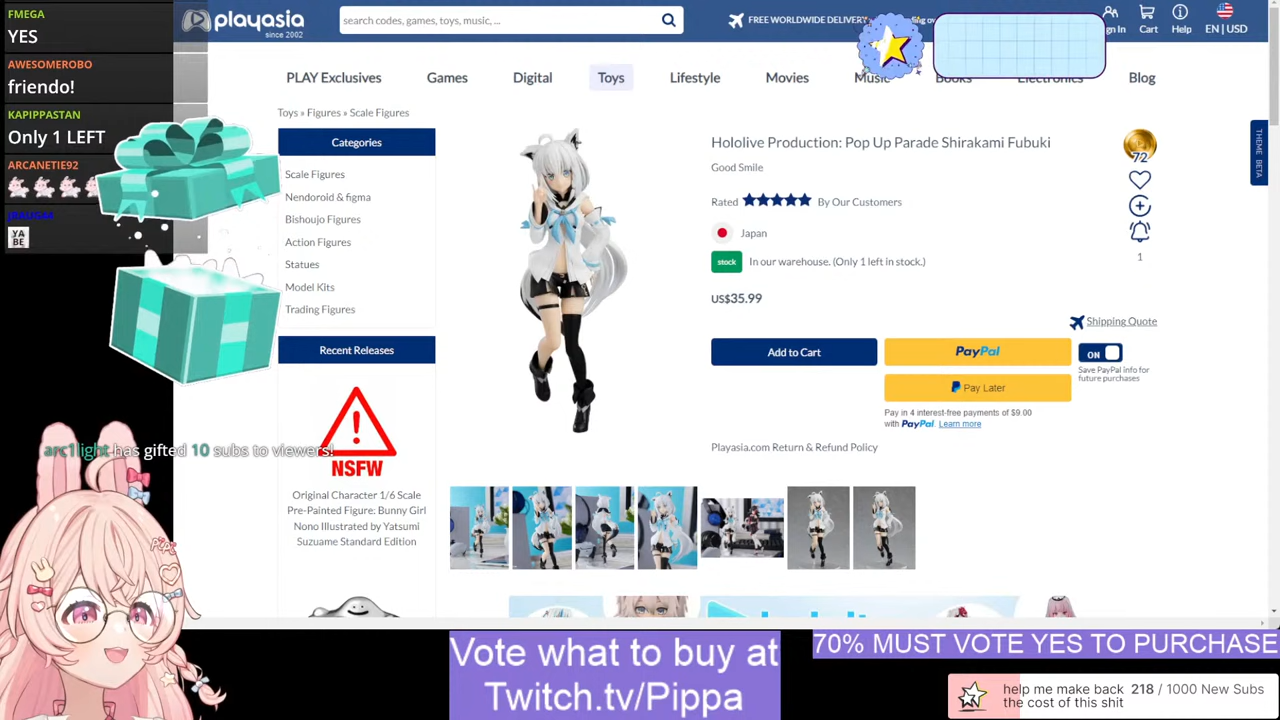 FMEGA
YES
AWESOMEROBO
friendo!
KAPIPPASTAN
Only 1 LEFT
ARCANETIE92
playasia
since 2002
search codes, games, toys, music, ...
FREE WORLDWIDE DELIVERY
Sign In
Cart
Help
EN | USD
PLAY Exclusives
Games
Digital
Toys
Lifestyle
Movies
Music
Books
Electronics
Blog
Toys » Figures » Scale Figures
Categories
Scale Figures
Nendoroid & figma
Bishoujo Figures
Action Figures
Statues
Model Kits
Trading Figures
Recent Releases
NSFW
Original Character 1/6 Scale
Pre-Painted Figure: Bunny Girl
Nono Illustrated by Yatsumi
Suzuame Standard Edition
Hololive Production: Pop Up Parade Shirakami Fubuki
Good Smile
Rated
By Our Customers
Japan
stock
In our warehouse. (Only 1 left in stock.)
US$35.99
Shipping Quote
Add to Cart
PayPal
ON
Save PayPal info for
future purchases
Pay Later
Pay in 4 interest-free payments of $9.00
with PayPal. Learn more
Playasia.com Return & Refund Policy
72
1
THEME BETA
arc1light has gifted 10 subs to viewers!
Vote what to buy at
Twitch.tv/Pippa
70% MUST VOTE YES TO PURCHASE
help me make back 218 / 1000 New Subs
the cost of this shit